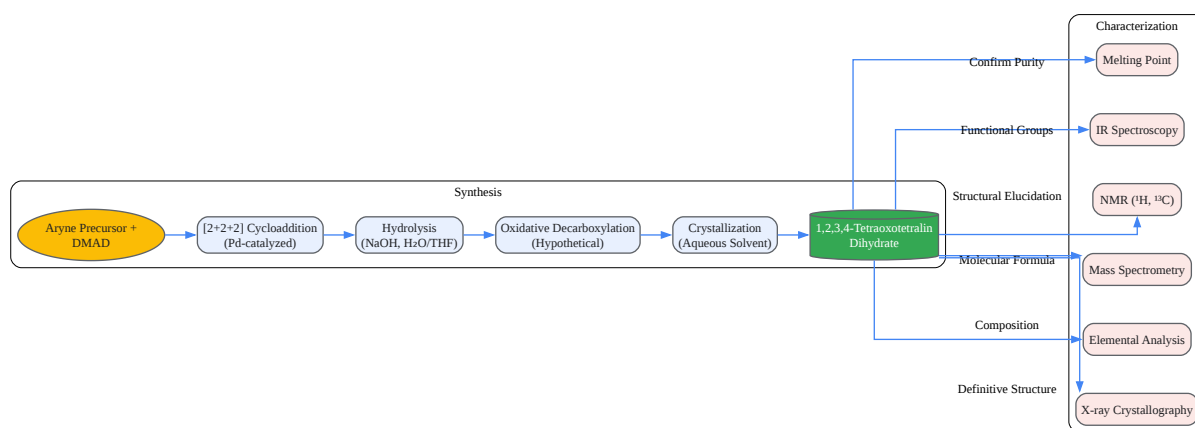 Characterization
Confirm Purity
Melting Point
Functional Groups
IR Spectroscopy
Synthesis
Structural Elucidation
NMR (¹H, ¹³C)
Aryne Precursor +
DMAD
[2+2+2] Cycloaddition
(Pd-catalyzed)
Hydrolysis
(NaOH, H₂O/THF)
Oxidative Decarboxylation
(Hypothetical)
Crystallization
(Aqueous Solvent)
1,2,3,4-Tetraoxotetralin
Dihydrate
Molecular Formula
Mass Spectrometry
Composition
Elemental Analysis
Definitive Structure
X-ray Crystallography